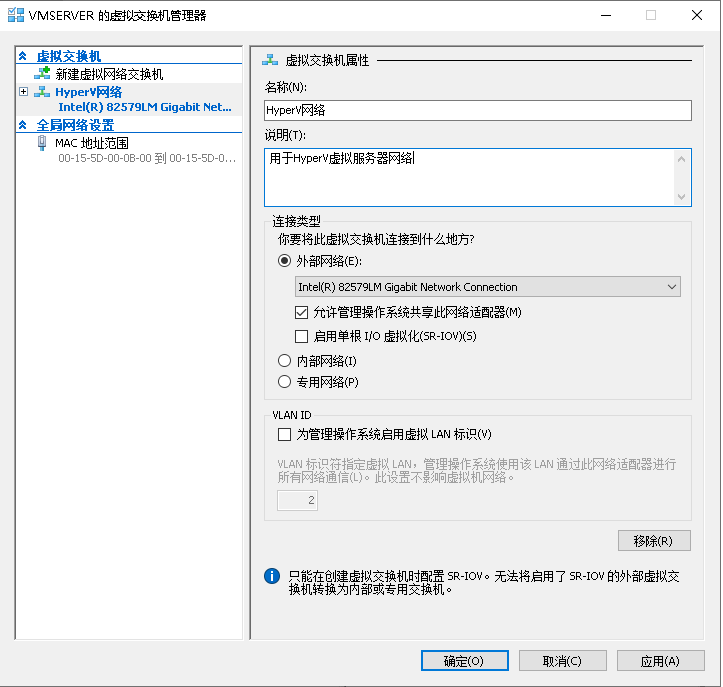 VMSERVER 的虚拟交换机管理器
虚拟交换机
新建虚拟网络交换机
HyperV网络
Intel(R) 82579LM Gigabit Net...
全局网络设置
MAC 地址范围
00-15-5D-00-0B-00 到 00-15-5D-0...
虚拟交换机属性
名称(N):
HyperV网络
说明(T):
用于HyperV虚拟服务器网络
连接类型
你要将此虚拟交换机连接到什么地方?
外部网络(E):
Intel(R) 82579LM Gigabit Network Connection
允许管理操作系统共享此网络适配器(M)
启用单根 I/O 虚拟化(SR-IOV)(S)
内部网络(I)
专用网络(P)
VLAN ID
为管理操作系统启用虚拟 LAN 标识(V)
VLAN 标识符指定虚拟 LAN，管理操作系统使用该 LAN 通过此网络适配器进行
所有网络通信(L)。此设置不影响虚拟机网络。
2
移除(R)
只能在创建虚拟交换机时配置 SR-IOV。无法将启用了 SR-IOV 的外部虚拟交
换机转换为内部或专用交换机。
确定(O)
取消(C)
应用(A)